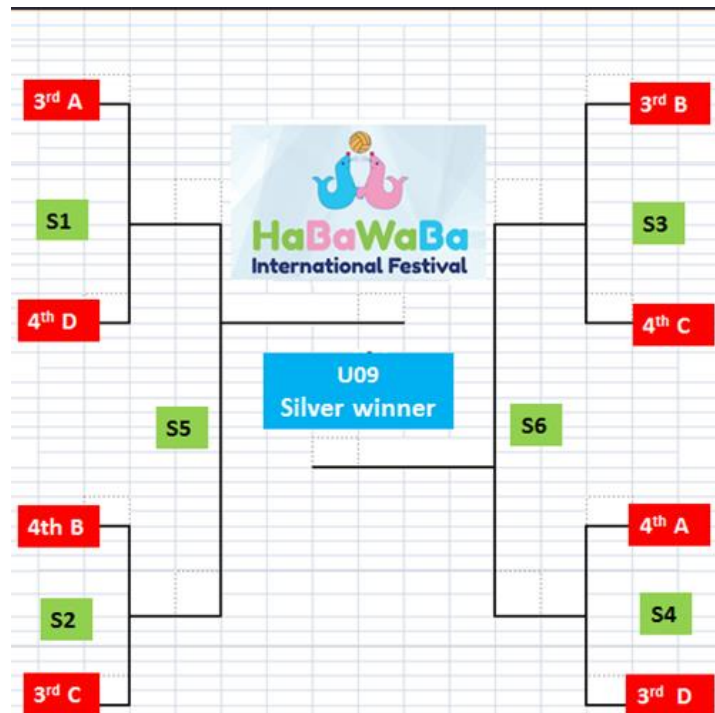 3rd A
3rd B
S1
HaBaWaBa
International Festival
S3
4th D
4th C
U09
Silver winner
S5
S6
4th B
4th A
S2
S4
3rd C
3rd D